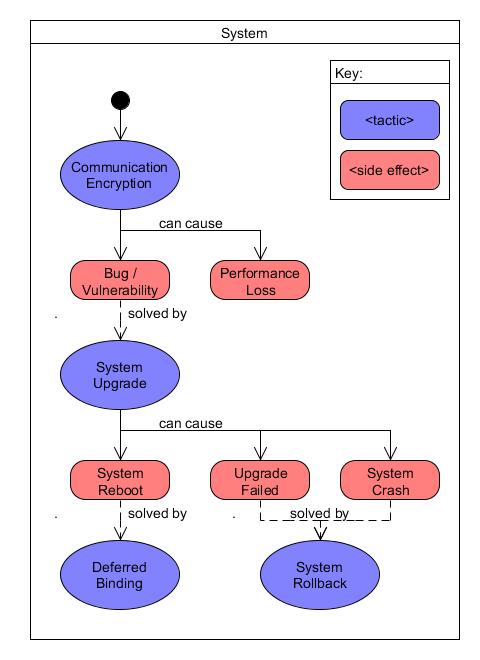 System
Key:
<tactic>
<side effect>
Communication
Encryption
can cause
Bug /
Vulnerability
Performance
Loss
. solved by
System
Upgrade
can cause
System
Reboot
Upgrade
Failed
System
Crash
. solved by
. solved by
Deferred
Binding
System
Rollback